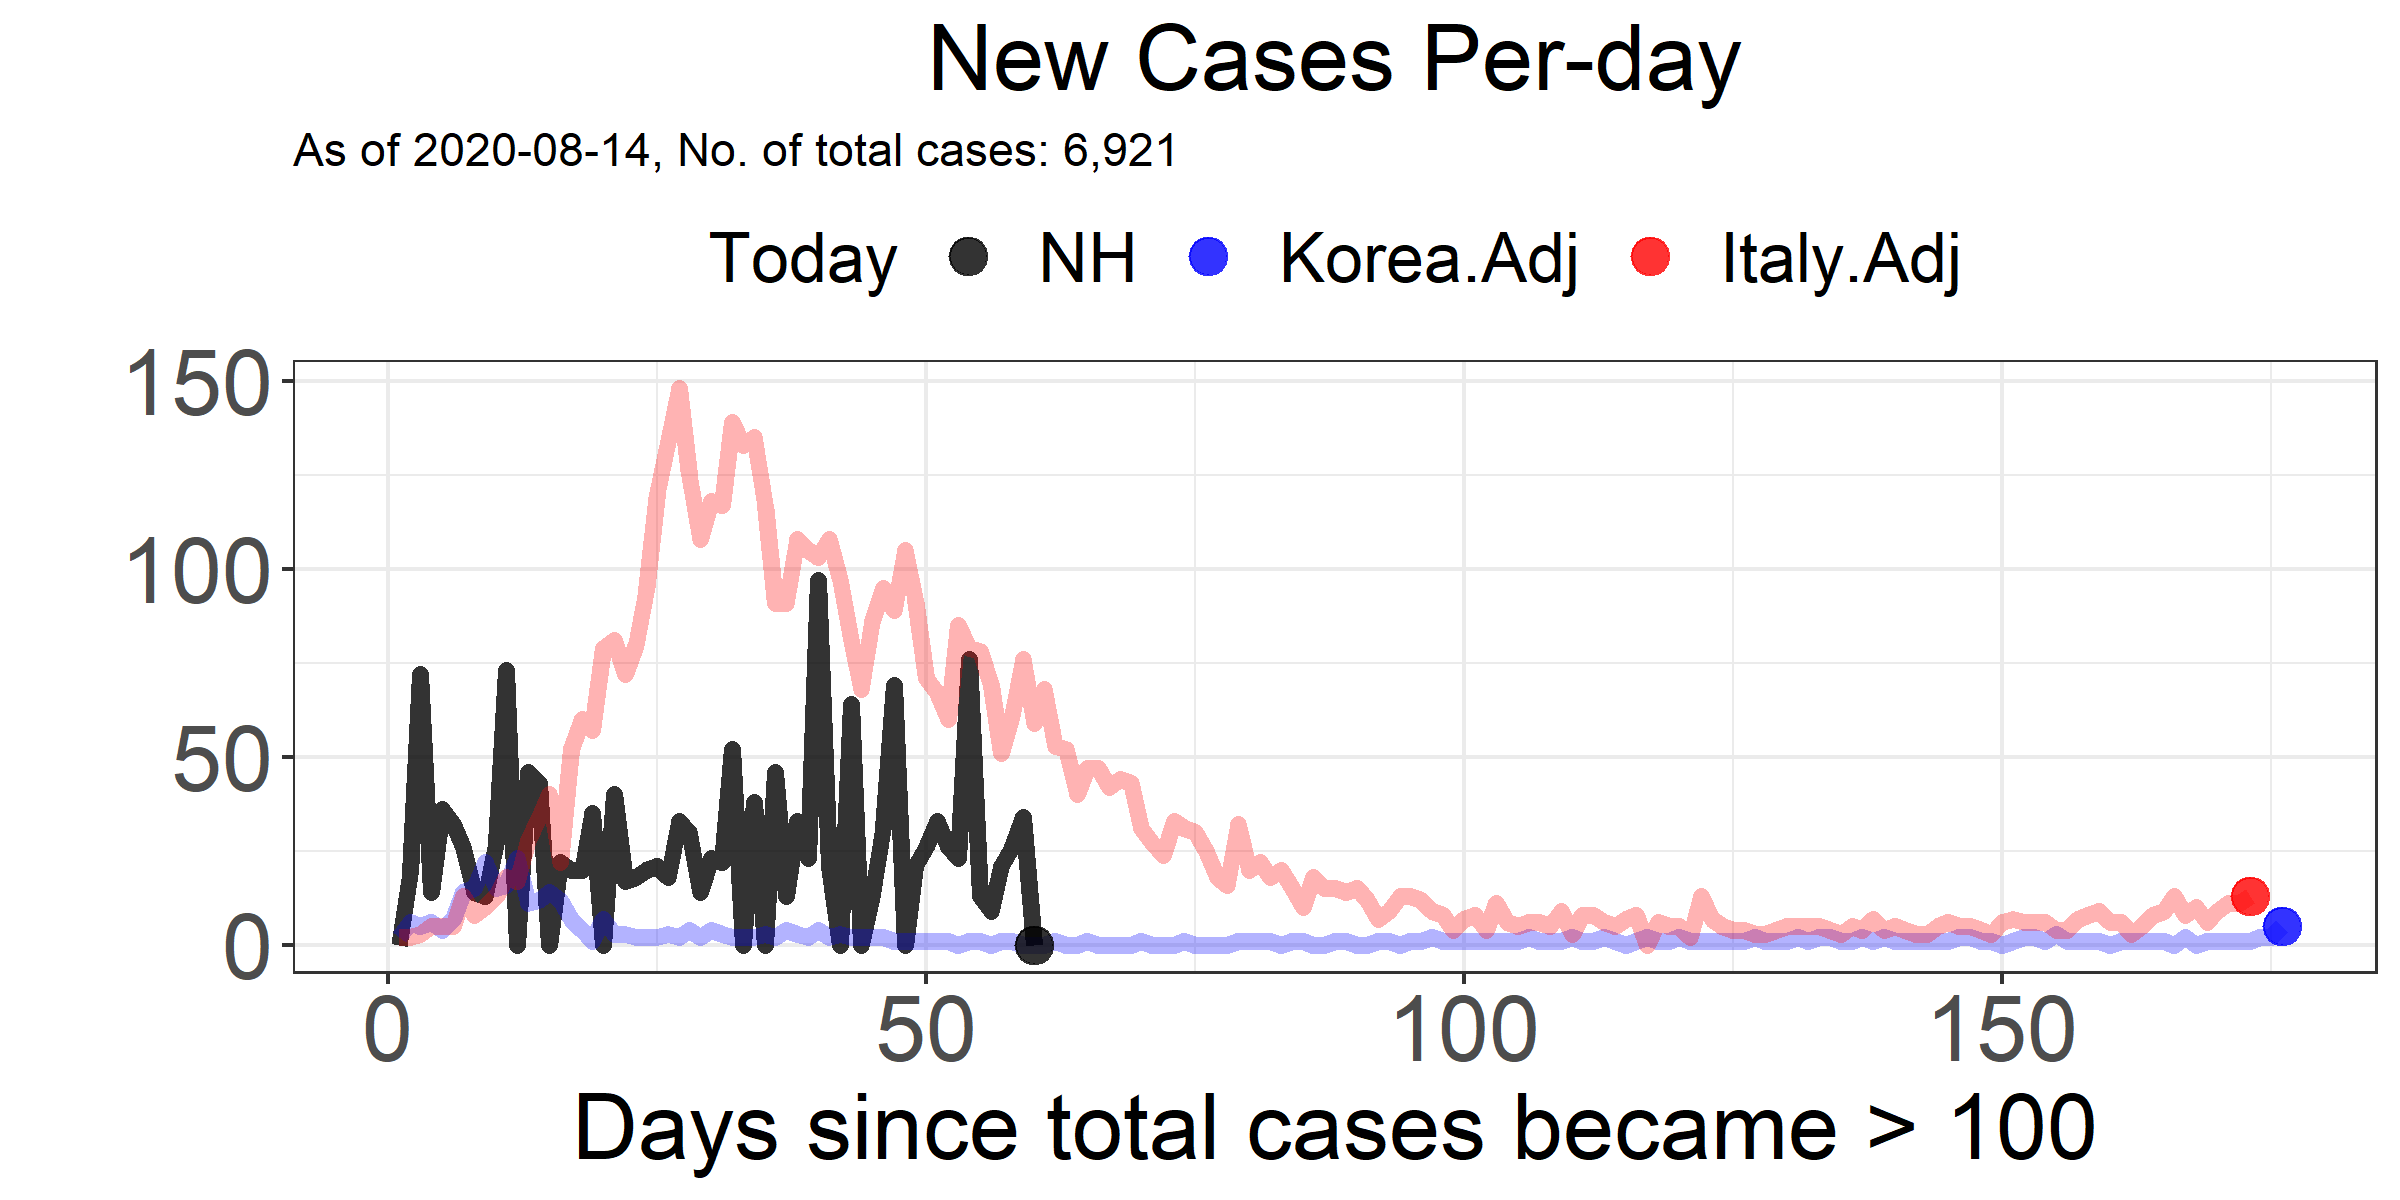 New Cases Per-day
As of 2020-08-14, No. of total cases: 6,921
Today NH Korea.Adj Italy.Adj
150
100
50
0
0 50 100 150
Days since total cases became > 100